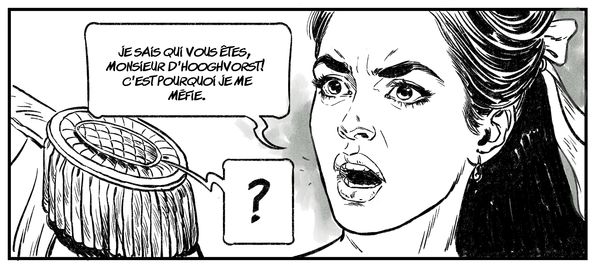 JE SAIS QUI VOUS ÊTES,
MONSIEUR D'HOOGHVORST!
C'EST POURQUOI JE ME
MÉFIE.
?